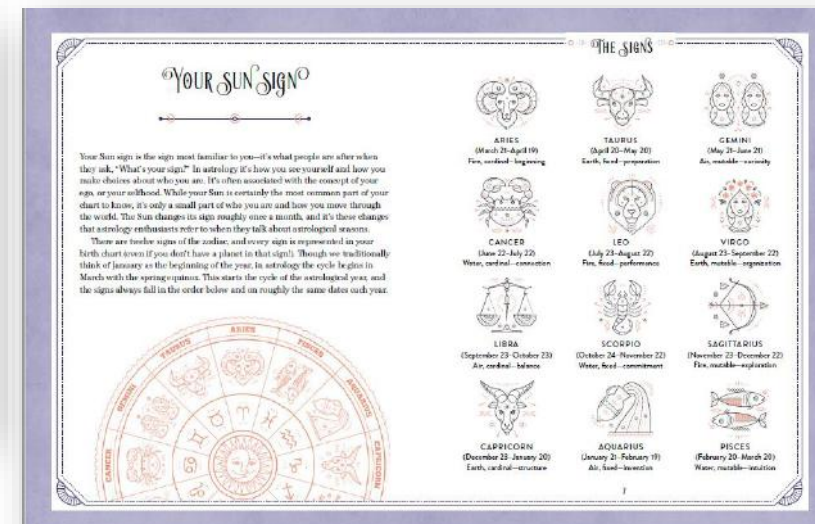 YOUR SUN SIGN
Your Sun sign is the sign most familiar to you—it's what people are after when
they ask, "What's your sign?" In astrology it's how you see yourself and how you
make choices about who you are. It's often associated with the concept of your
ego, or your selfhood. While your Sun is certainly the most common part of your
chart to know, it's only a small part of who you are and how you move through
the world. The Sun changes its sign roughly once a month, and it's these changes
that astrology enthusiasts refer to when they talk about astrological seasons.
There are twelve signs of the zodiac, and every sign is represented in your
birth chart (even if you don't have a planet in that sign!). Though we traditionally
think of January as the beginning of the year, in astrology the cycle begins in
March with the spring equinox. This starts the cycle of the astrological year, and
the signs always fall in the order below and on roughly the same dates each year.
CANCER
GEMINI
TAURUS
ARIES
PISCES
AQUARIUS
CAPRICORN
THE SIGNS
ARIES
(March 21–April 19)
Fire, cardinal—beginning
TAURUS
(April 20–May 20)
Earth, fixed—preparation
GEMINI
(May 21–June 21)
Air, mutable—curiosity
CANCER
(June 22–July 22)
Water, cardinal—connection
LEO
(July 23–August 22)
Fire, fixed—performance
VIRGO
(August 23–September 22)
Earth, mutable—organization
LIBRA
(September 23–October 23)
Air, cardinal—balance
SCORPIO
(October 24–November 22)
Water, fixed—commitment
SAGITTARIUS
(November 23–December 22)
Fire, mutable—exploration
CAPRICORN
(December 23–January 20)
Earth, cardinal—structure
AQUARIUS
(January 21–February 19)
Air, fixed—invention
PISCES
(February 20–March 20)
Water, mutable—intuition
7